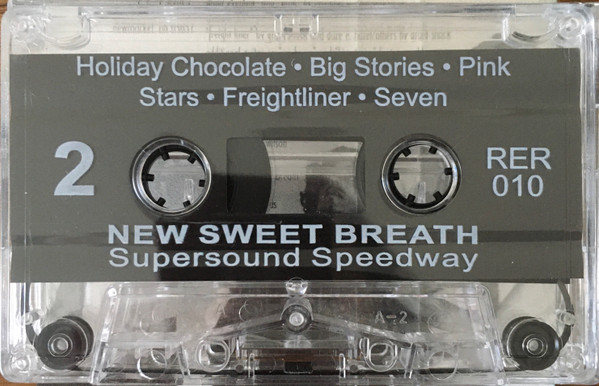 Holiday Chocolate • Big Stories • Pink
Stars • Freightliner • Seven
2
RER
010
NEW SWEET BREATH
Supersound Speedway
A-2